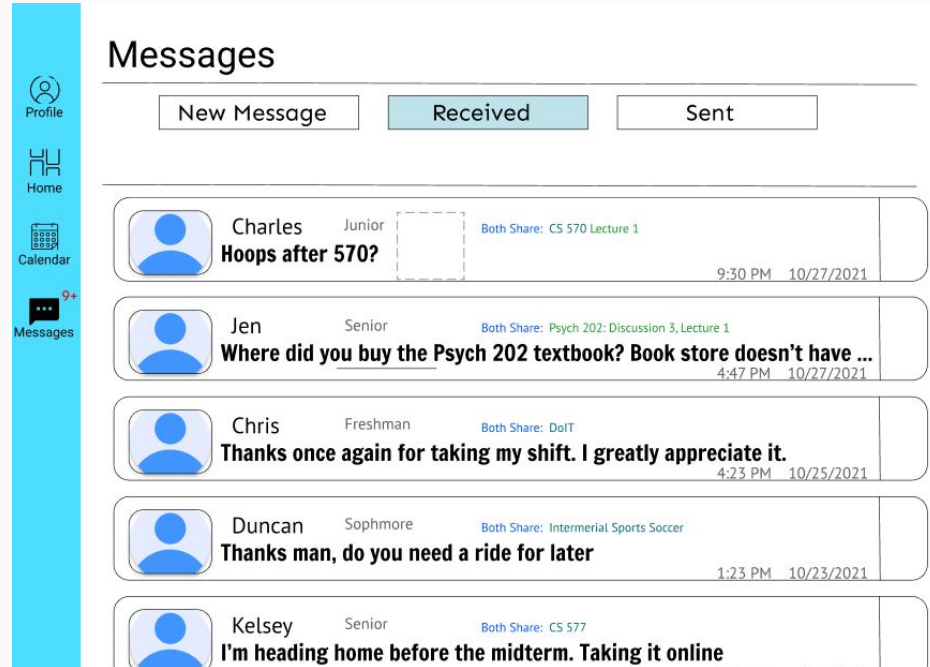 Messages
Profile
New Message
Received
Sent
Home
Calendar
9+
Messages
Charles Junior Both Share: CS 570 Lecture 1
Hoops after 570?
9:30 PM 10/27/2021
Jen Senior Both Share: Psych 202: Discussion 3, Lecture 1
Where did you buy the Psych 202 textbook? Book store doesn't have ...
4:47 PM 10/27/2021
Chris Freshman Both Share: DoIT
Thanks once again for taking my shift. I greatly appreciate it.
4:23 PM 10/25/2021
Duncan Sophmore Both Share: Intermerial Sports Soccer
Thanks man, do you need a ride for later
1:23 PM 10/23/2021
Kelsey Senior Both Share: CS 577
I'm heading home before the midterm. Taking it online